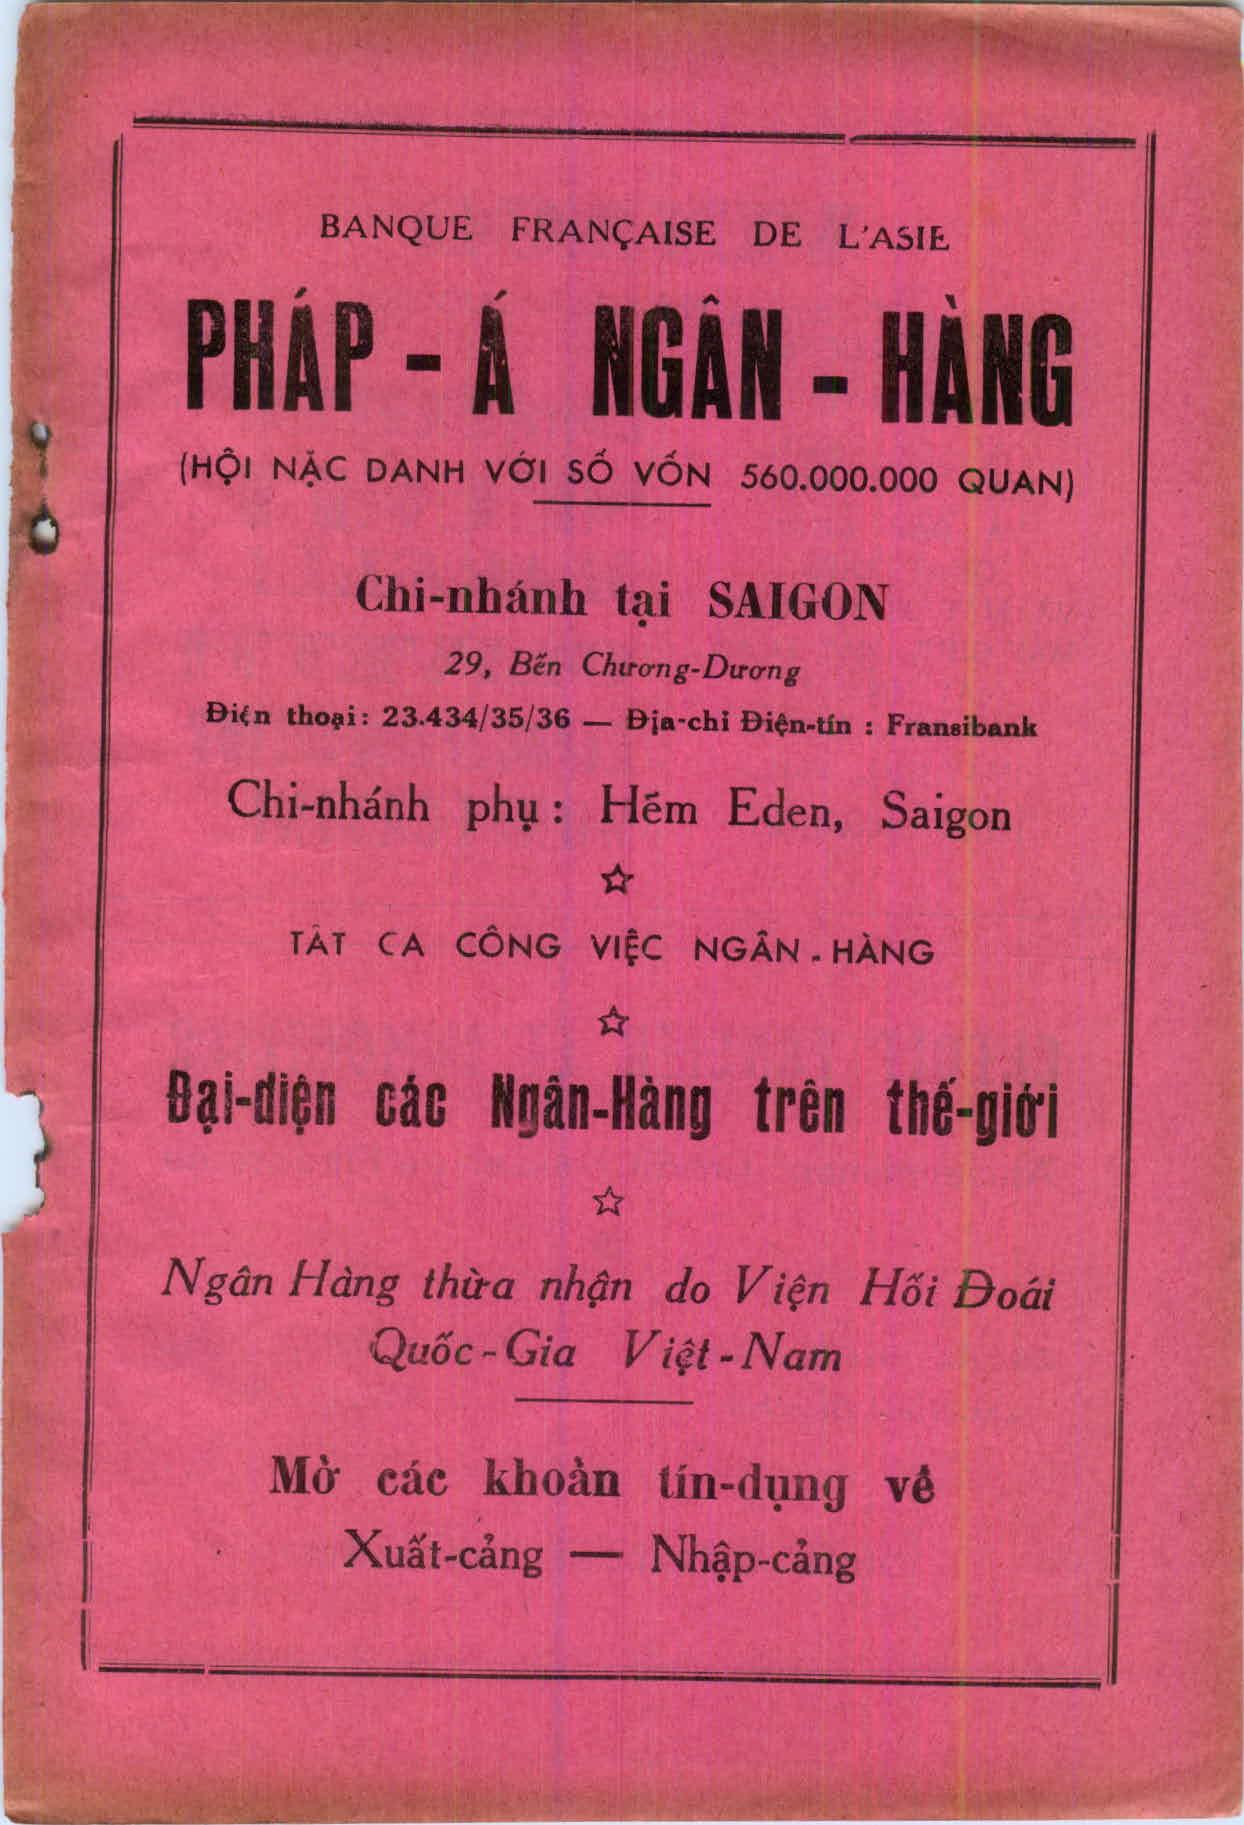 BANQUE FRANÇAISE DE L'ASIE
PHÁP - Á NGÂN - HÀNG
(HỘI NẶC DANH VỚI SỐ VỐN 560.000.000 QUAN)
Chi-nhánh tại SAIGON
29, Bến Chương-Dương
Điện thoại: 23.434/35/36 — Địa-chỉ Điện-tín : Fransibank
Chi-nhánh phụ : Hẻm Eden, Saigon
TẤT CẢ CÔNG VIỆC NGÂN - HÀNG
Đại-diện các Ngân-Hàng trên thế-giới
Ngân Hàng thừa nhận do Viện Hối Đoái
Quốc - Gia Việt - Nam
Mở các khoản tín-dụng về
Xuất-cảng — Nhập-cảng